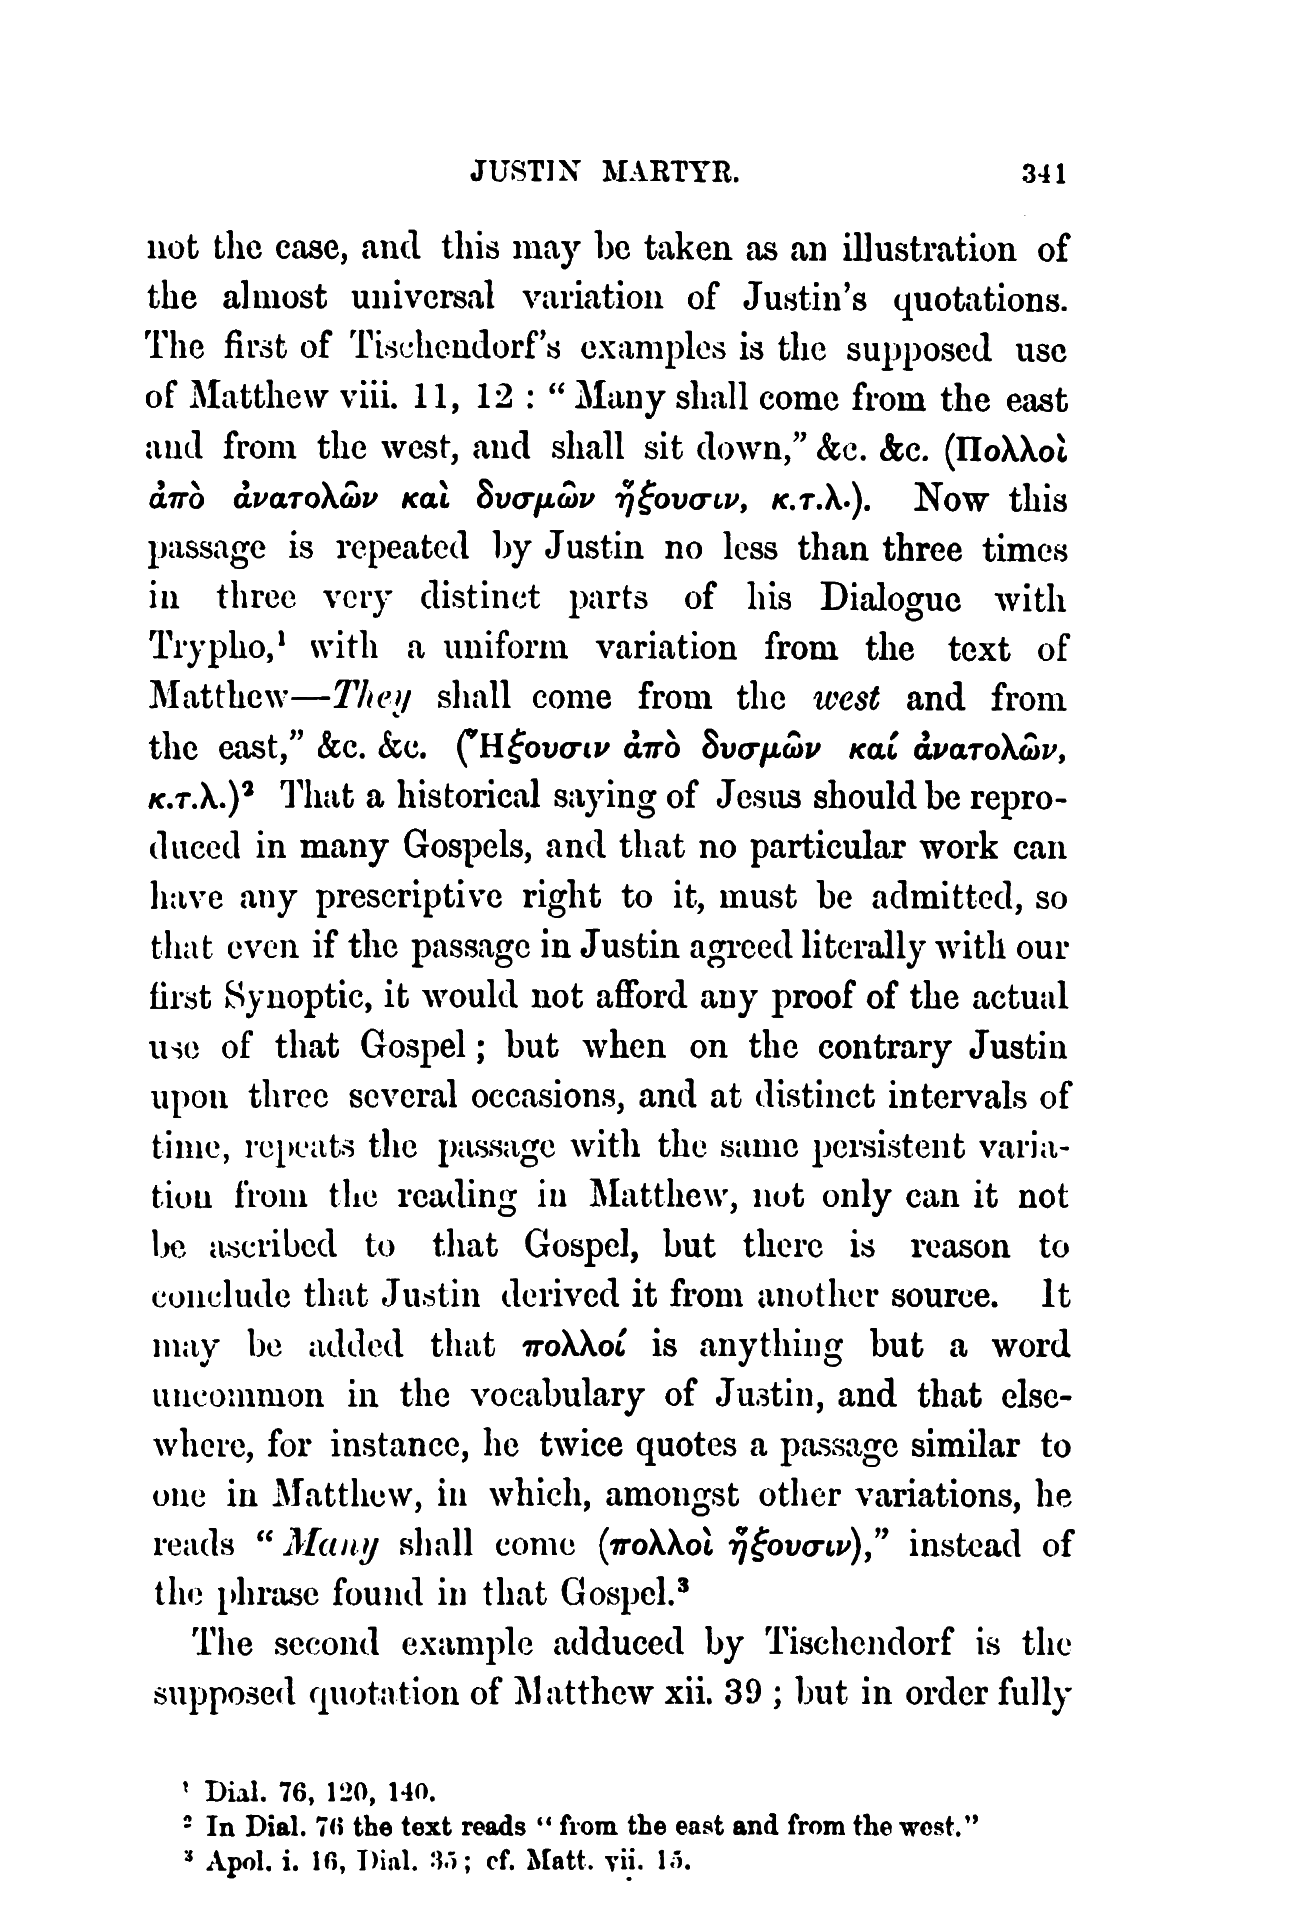 JUSTIN MARTYR. 341
not the case, and this may be taken as an illustration of
the almost universal variation of Justin's quotations.
The first of Tischendorf's examples is the supposed use
of Matthew viii. 11, 12 : “ Many shall come from the east
and from the west, and shall sit down,” &c. &c. (Πολλοὶ
ἀπὸ ἀνατολῶν καὶ δυσμῶν ἥξουσιν, κ.τ.λ.). Now this
passage is repeated by Justin no less than three times
in three very distinct parts of his Dialogue with
Trypho,¹ with a uniform variation from the text of
Matthew—They shall come from the west and from
the east,” &c. &c. (Ἥξουσιν ἀπὸ δυσμῶν καί ἀνατολῶν,
κ.τ.λ.)² That a historical saying of Jesus should be repro-
duced in many Gospels, and that no particular work can
have any prescriptive right to it, must be admitted, so
that even if the passage in Justin agreed literally with our
first Synoptic, it would not afford any proof of the actual
use of that Gospel ; but when on the contrary Justin
upon three several occasions, and at distinct intervals of
time, repeats the passage with the same persistent varia-
tion from the reading in Matthew, not only can it not
be ascribed to that Gospel, but there is reason to
conclude that Justin derived it from another source. It
may be added that πολλοί is anything but a word
uncommon in the vocabulary of Justin, and that else-
where, for instance, he twice quotes a passage similar to
one in Matthew, in which, amongst other variations, he
reads “ Many shall come (πολλοὶ ἥξουσιν),” instead of
the phrase found in that Gospel.³
The second example adduced by Tischendorf is the
supposed quotation of Matthew xii. 39 ; but in order fully
¹ Dial. 76, 120, 140.
² In Dial. 76 the text reads “ from the east and from the west.”
³ Apol. i. 16, Dial. 35 ; cf. Matt. vii. 15.